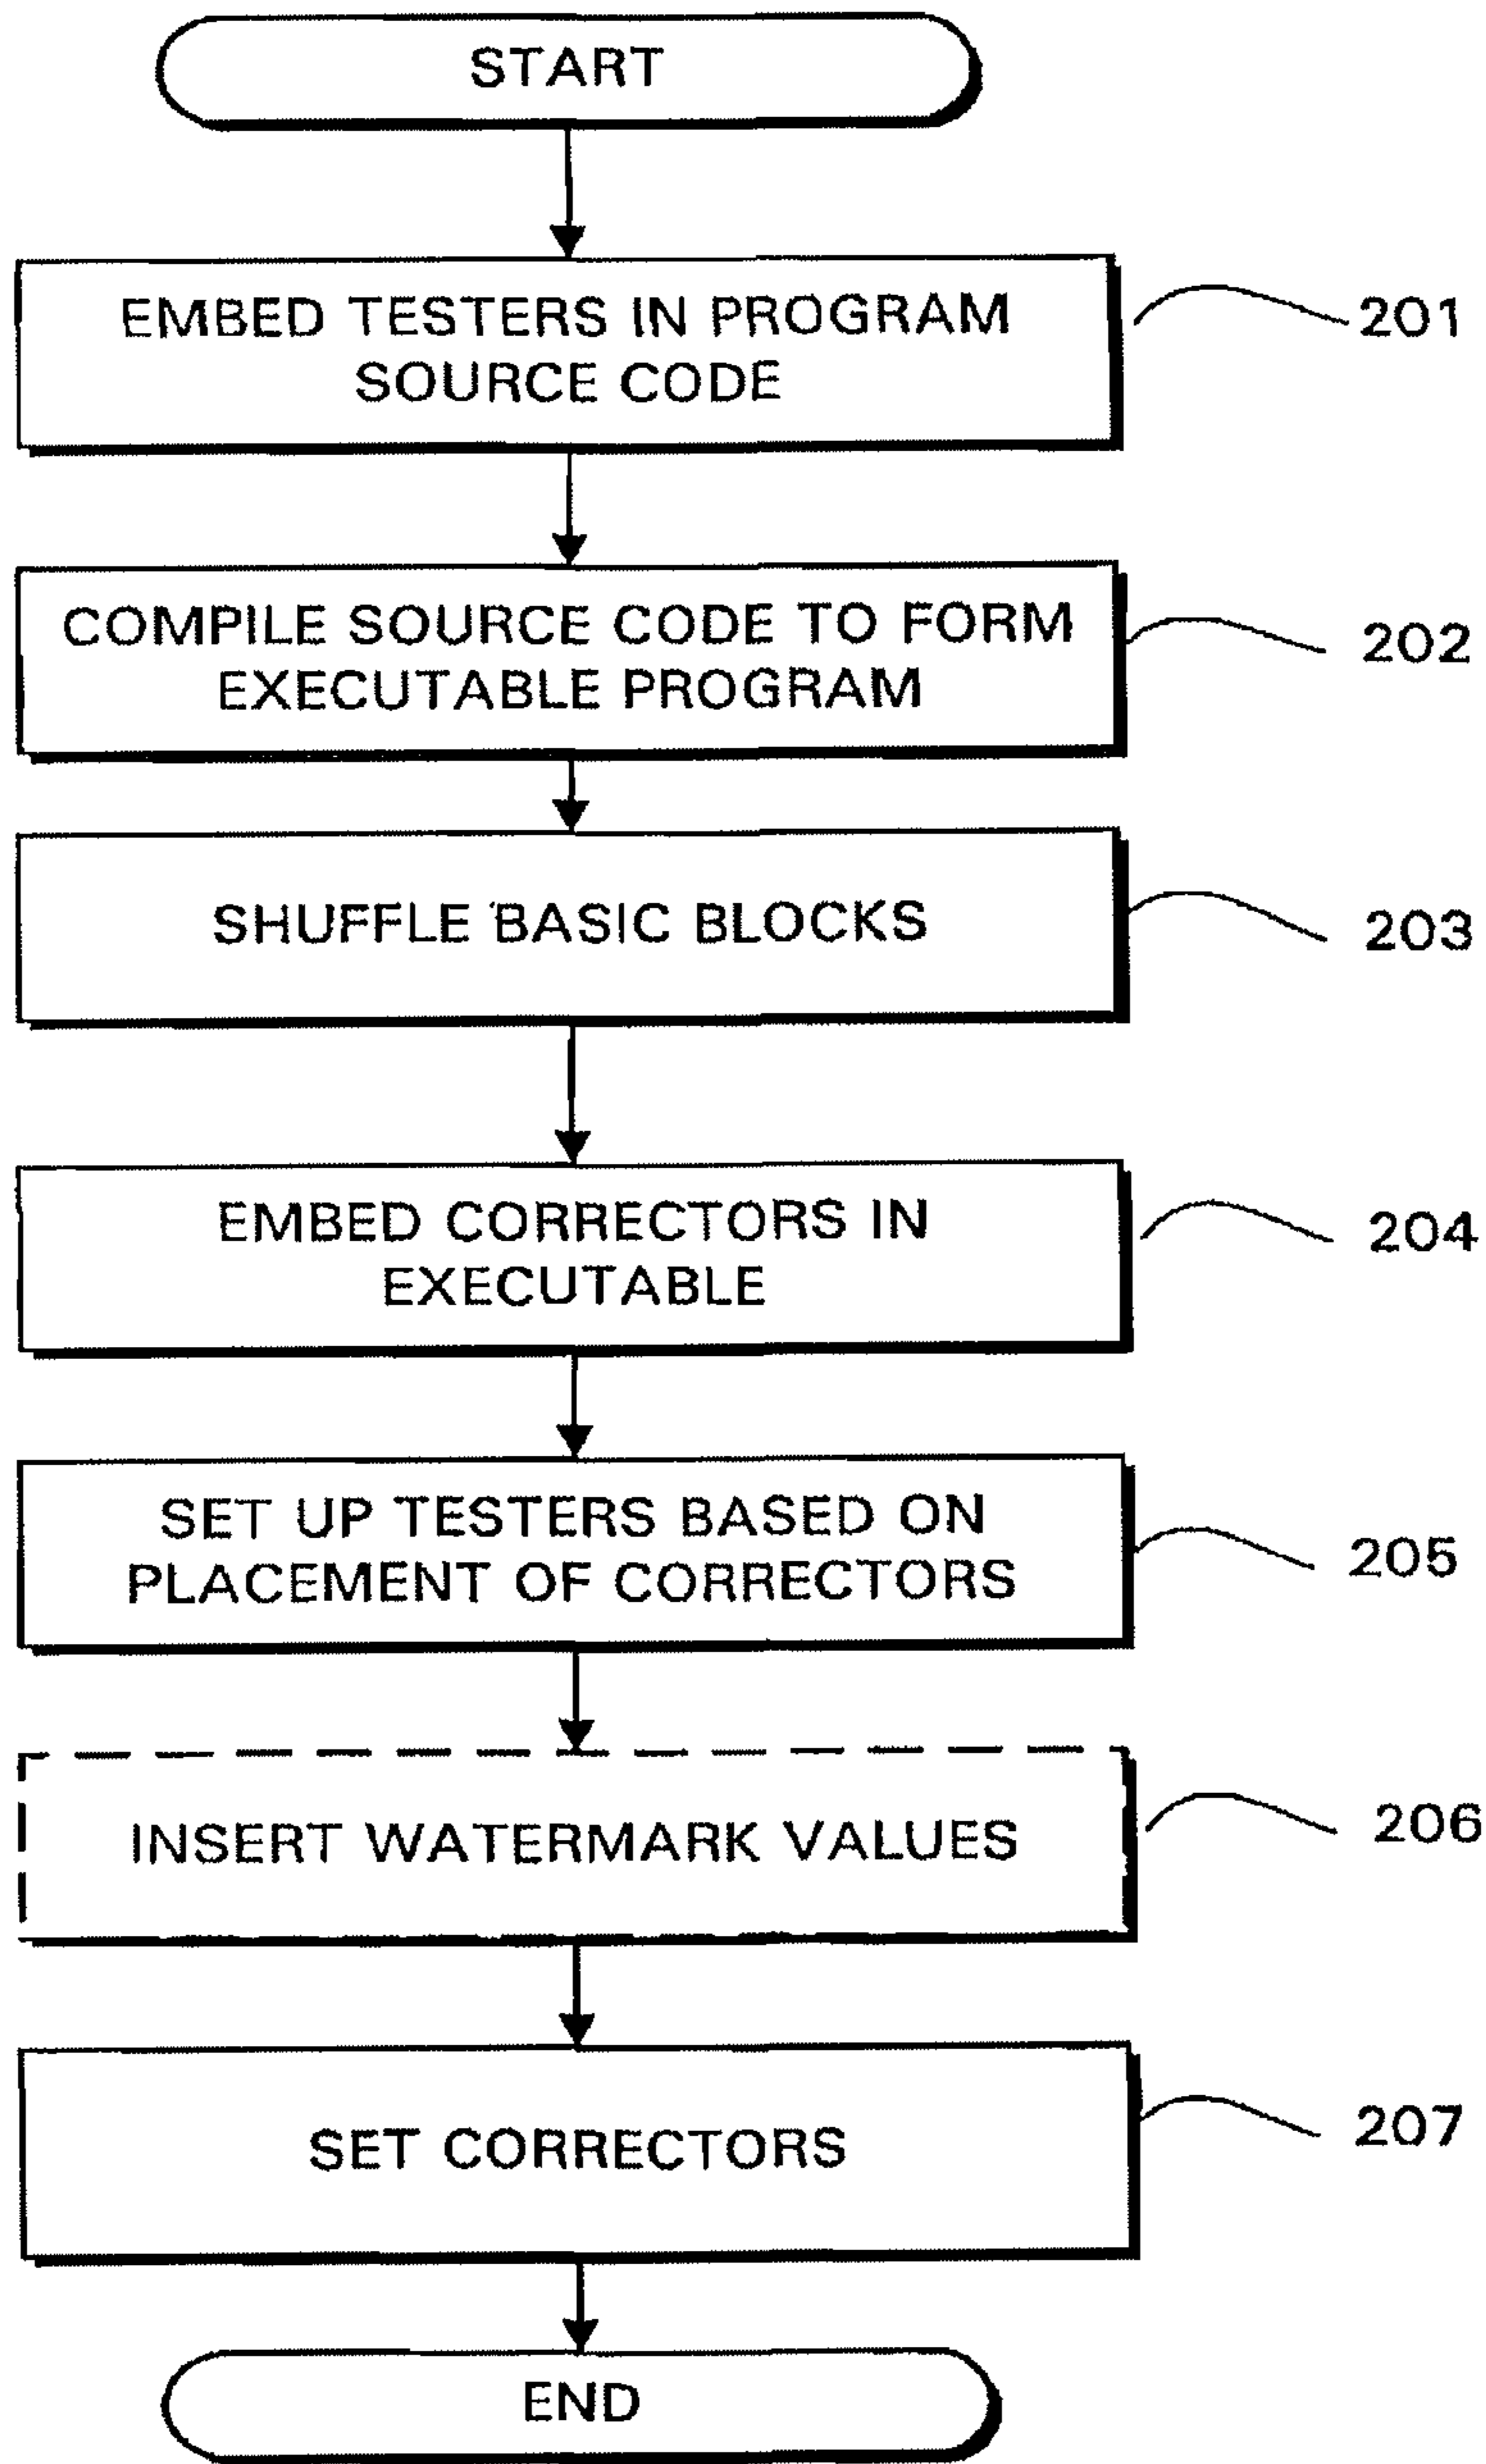 START
EMBED TESTERS IN PROGRAM
SOURCE CODE
201
COMPILE SOURCE CODE TO FORM
EXECUTABLE PROGRAM
202
SHUFFLE BASIC BLOCKS
203
EMBED CORRECTORS IN
EXECUTABLE
204
SET UP TESTERS BASED ON
PLACEMENT OF CORRECTORS
205
INSERT WATERMARK VALUES
206
SET CORRECTORS
207
END